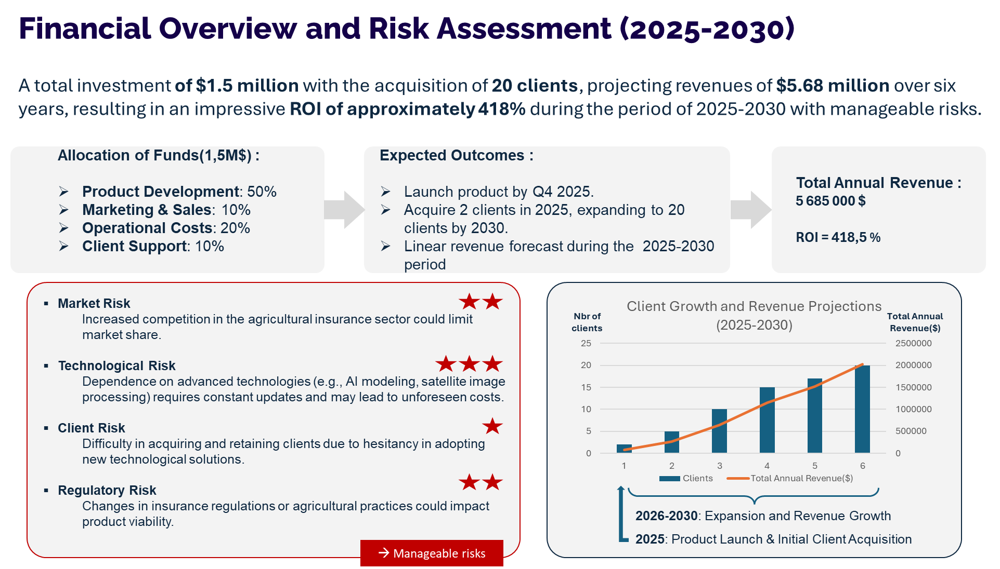 Financial Overview and Risk Assessment (2025-2030)
A total investment of $1.5 million with the acquisition of 20 clients, projecting revenues of $5.68 million over six
years, resulting in an impressive ROI of approximately 418% during the period of 2025-2030 with manageable risks.
Allocation of Funds(1,5M$) :
➢ Product Development: 50%
➢ Marketing & Sales: 10%
➢ Operational Costs: 20%
➢ Client Support: 10%
Expected Outcomes :
➢ Launch product by Q4 2025.
➢ Acquire 2 clients in 2025, expanding to 20
clients by 2030.
➢ Linear revenue forecast during the 2025-2030
period
Total Annual Revenue :
5 685 000 $
ROI = 418,5 %
▪ Market Risk
Increased competition in the agricultural insurance sector could limit
market share.
▪ Technological Risk
Dependence on advanced technologies (e.g., AI modeling, satellite image
processing) requires constant updates and may lead to unforeseen costs.
▪ Client Risk
Difficulty in acquiring and retaining clients due to hesitancy in adopting
new technological solutions.
▪ Regulatory Risk
Changes in insurance regulations or agricultural practices could impact
product viability.
→ Manageable risks
Client Growth and Revenue Projections
(2025-2030)
Nbr of
clients
Total Annual
Revenue($)
25 2500000
20 2000000
15 1500000
10 1000000
5 500000
0 0
1 2 3 4 5 6
Clients Total Annual Revenue($)
2026-2030: Expansion and Revenue Growth
2025: Product Launch & Initial Client Acquisition